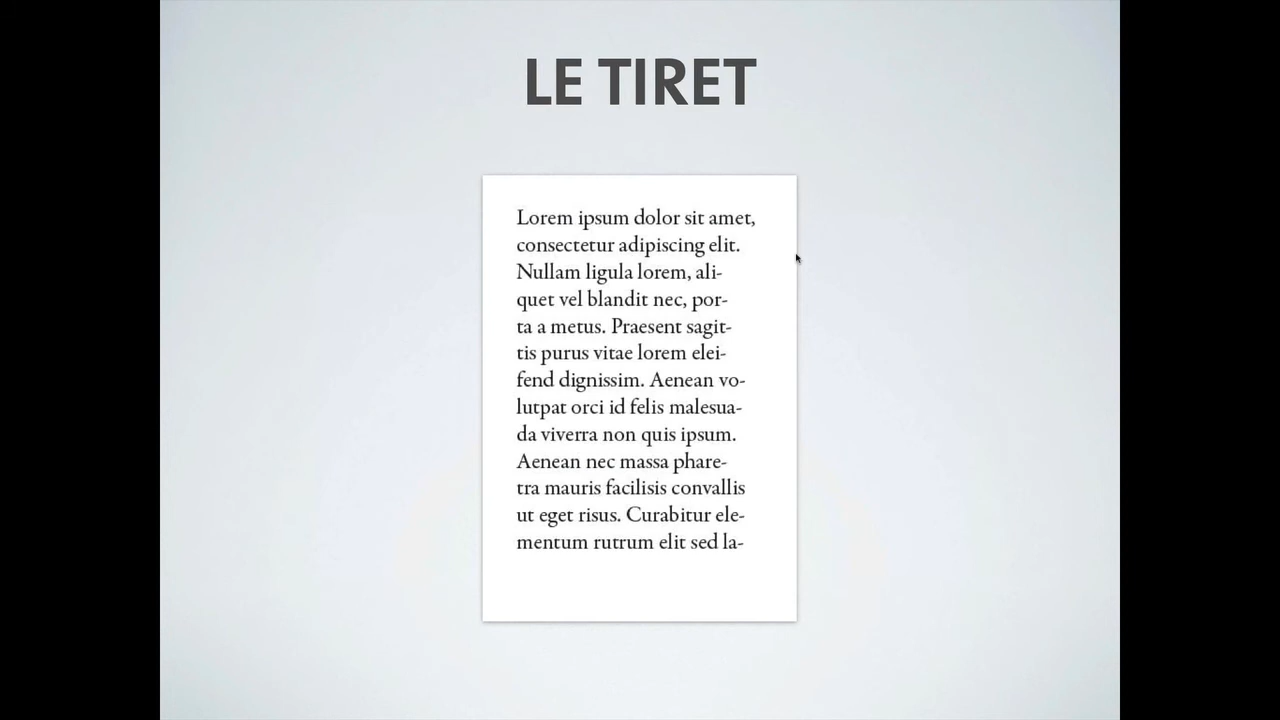 LE TIRET
Lorem ipsum dolor sit amet,
consectetur adipiscing elit.
Nullam ligula lorem, ali-
quet vel blandit nec, por-
ta a metus. Praesent sagit-
tis purus vitae lorem elei-
fend dignissim. Aenean vo-
lutpat orci id felis malesua-
da viverra non quis ipsum.
Aenean nec massa phare-
tra mauris facilisis convallis
ut eget risus. Curabitur ele-
mentum rutrum elit sed la-